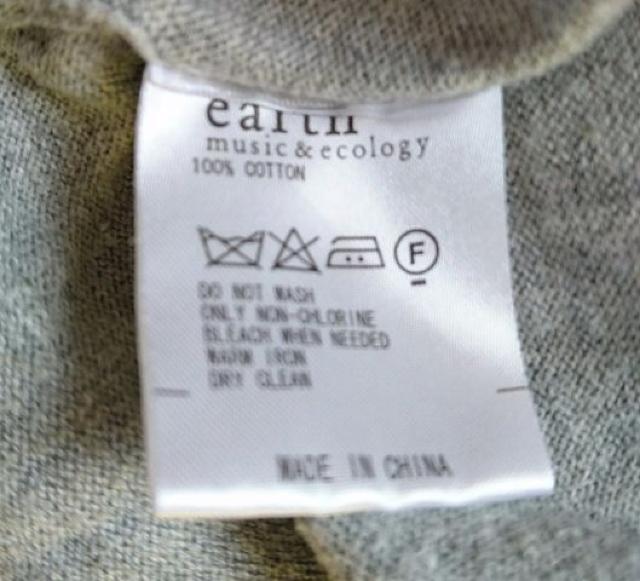 earth
music & ecology
100% COTTON
F
DO NOT WASH
ONLY NON-CHLORINE
BLEACH WHEN NEEDED
WARM IRON
DRY CLEAN
MADE IN CHINA